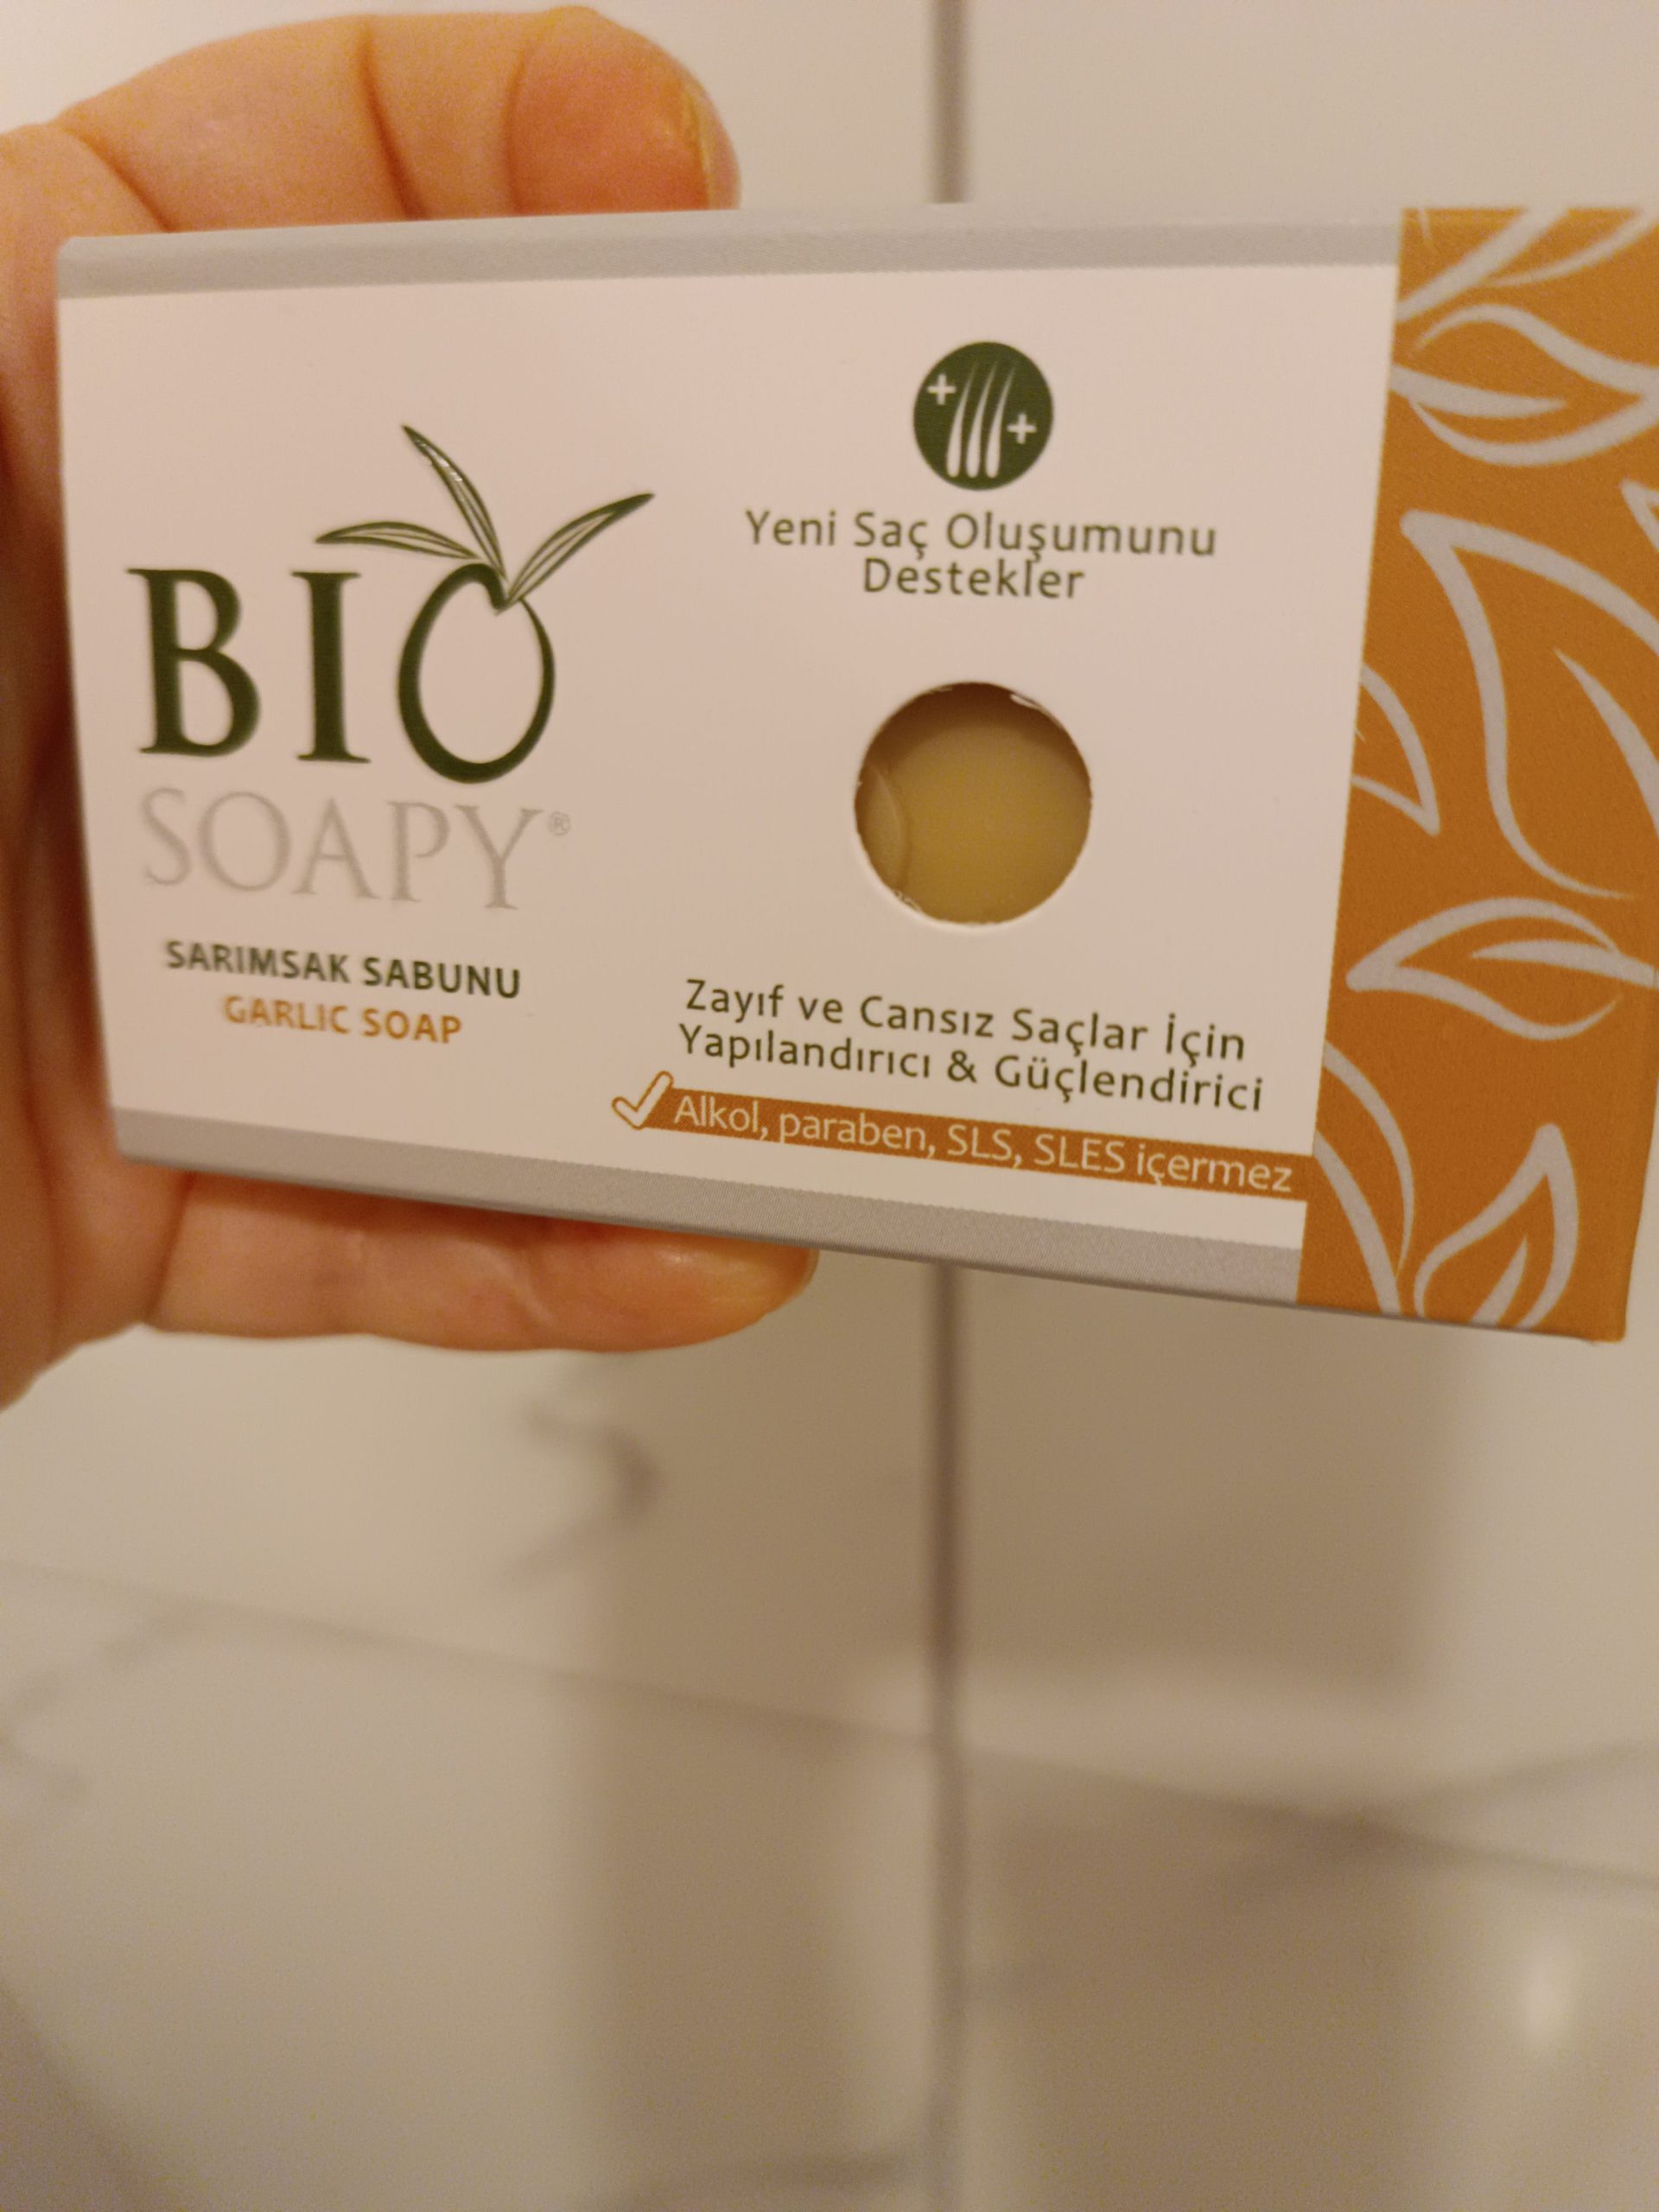 BIO
SOAPY®
SARIMSAK SABUNU
GARLIC SOAP
Yeni Saç Oluşumunu
Destekler
Zayıf ve Cansız Saçlar İçin
Yapılandırıcı & Güçlendirici
Alkol, paraben, SLS, SLES içermez